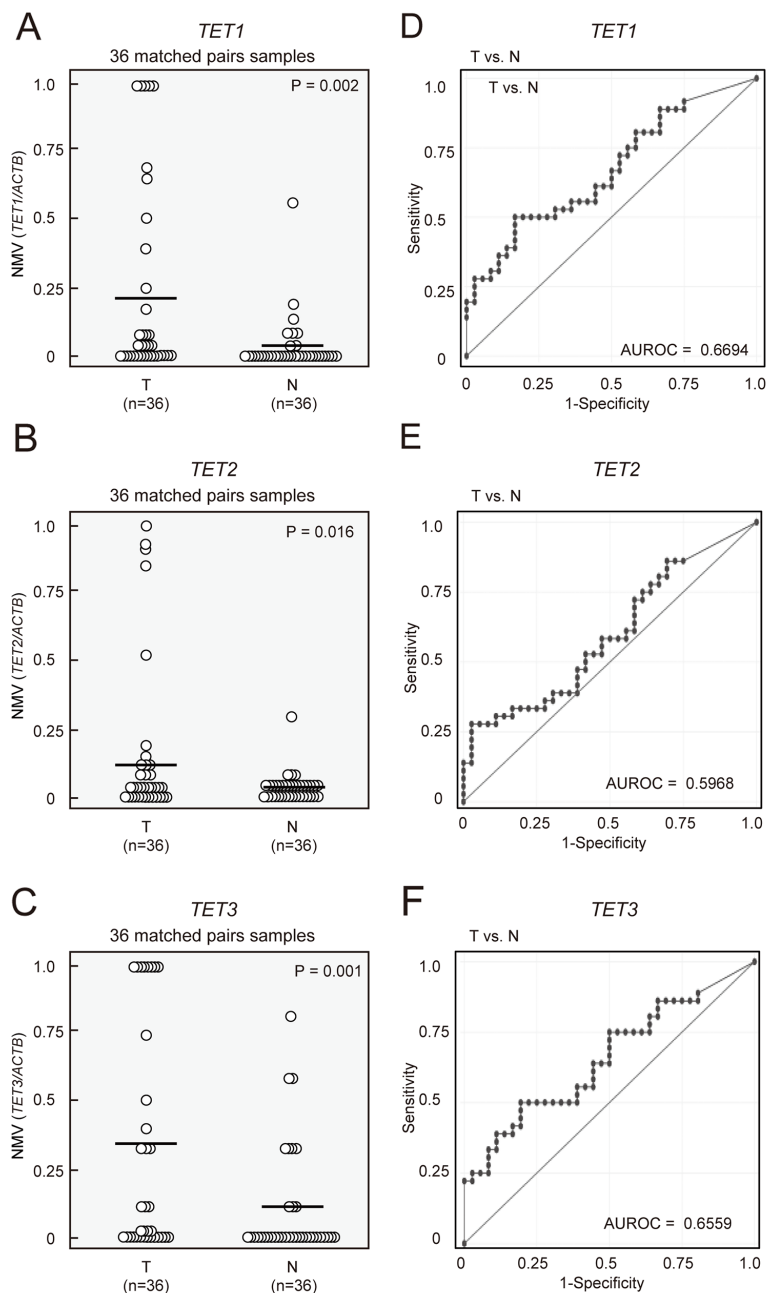 A
TET1
36 matched pairs samples
P = 0.002
1.0
0.75
0.5
0.25
0
NMV (TET1/ACTB)
T
N
(n=36)
(n=36)
D
TET1
T vs. N
T vs. N
1.0
0.75
0.5
0.25
0
Sensitivity
AUROC = 0.6694
0 0.25 0.5 0.75 1.0
1-Specificity
B
TET2
36 matched pairs samples
P = 0.016
1.0
0.75
0.5
0.25
0
NMV (TET2/ACTB)
T
N
(n=36)
(n=36)
E
TET2
T vs. N
1.0
0.75
0.5
0.25
0
Sensitivity
AUROC = 0.5968
0 0.25 0.5 0.75 1.0
1-Specificity
C
TET3
36 matched pairs samples
P = 0.001
1.0
0.75
0.5
0.25
0
NMV (TET3/ACTB)
T
N
(n=36)
(n=36)
F
TET3
T vs. N
1.0
0.75
0.5
0.25
0
Sensitivity
AUROC = 0.6559
0 0.25 0.5 0.75 1.0
1-Specificity